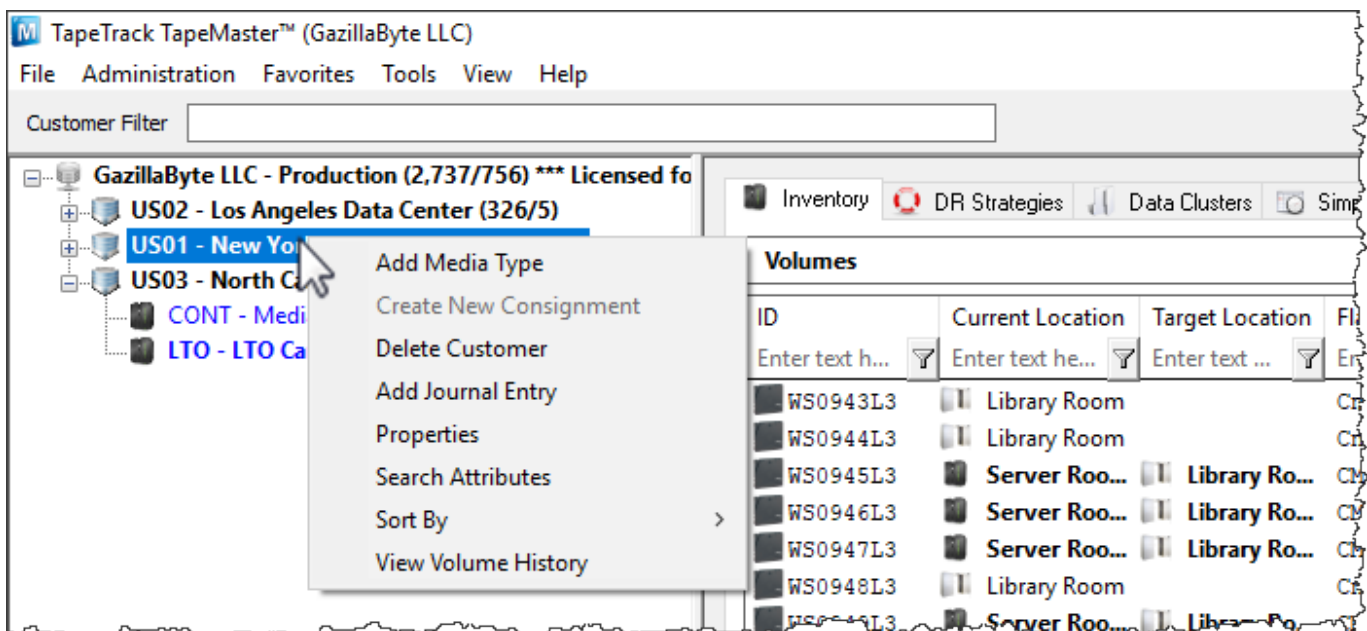 TapeTrack TapeMaster™ (GazillaByte LLC)
File Administration Favorites Tools View Help
Customer Filter
GazillaByte LLC - Production (2,737/756) *** Licensed fo
US02 - Los Angeles Data Center (326/5)
US01 - New Yo
US03 - North Ca
CONT - Medi
LTO - LTO Ca
Add Media Type
Create New Consignment
Delete Customer
Add Journal Entry
Properties
Search Attributes
Sort By
View Volume History
Inventory DR Strategies Data Clusters Simp
Volumes
ID Current Location Target Location
Enter text h... Enter text he... Enter text ...
WS0943L3 Library Room
WS0944L3 Library Room
WS0945L3 Server Roo... Library Ro...
WS0946L3 Server Roo... Library Ro...
WS0947L3 Server Roo... Library Ro...
WS0948L3 Library Room
Server Roo...